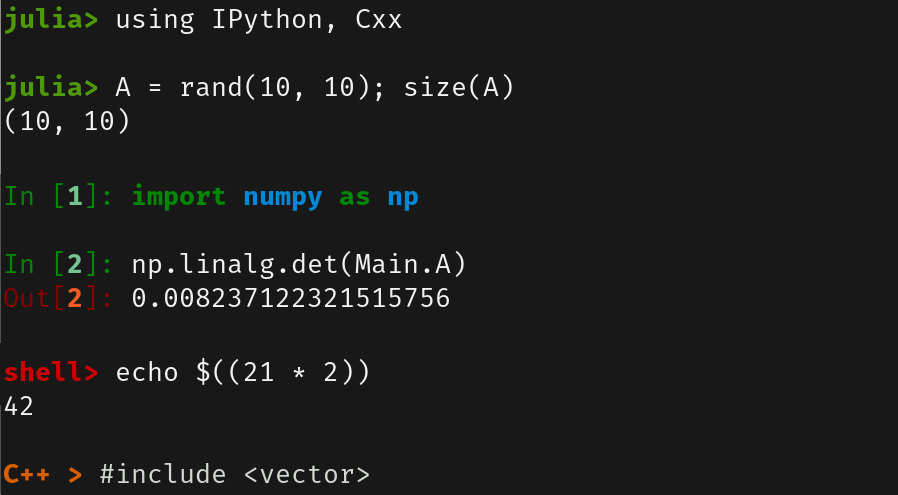 julia> using IPython, Cxx
julia> A = rand(10, 10); size(A)
(10, 10)
In [1]: import numpy as np
In [2]: np.linalg.det(Main.A)
Out[2]: 0.008237122321515756
shell> echo $((21 * 2))
42
C++ > #include <vector>